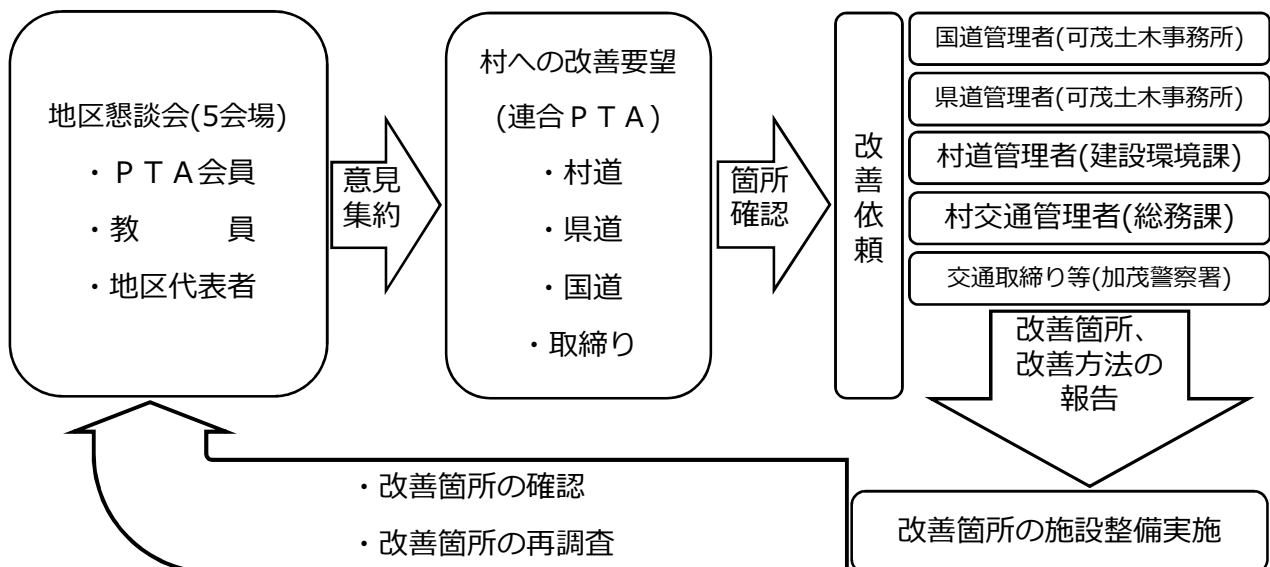 地区懇談会(5会場)
・ＰＴＡ会員
・教　　　員
・地区代表者
意見
集約
村への改善要望
(連合ＰＴＡ)
・村道
・県道
・国道
・取締り
箇所
確認
改善依頼
国道管理者(可茂土木事務所)
県道管理者(可茂土木事務所)
村道管理者(建設環境課)
村交通管理者(総務課)
交通取締り等(加茂警察署)
改善箇所、
改善方法の
報告
改善箇所の施設整備実施
・改善箇所の確認
・改善箇所の再調査